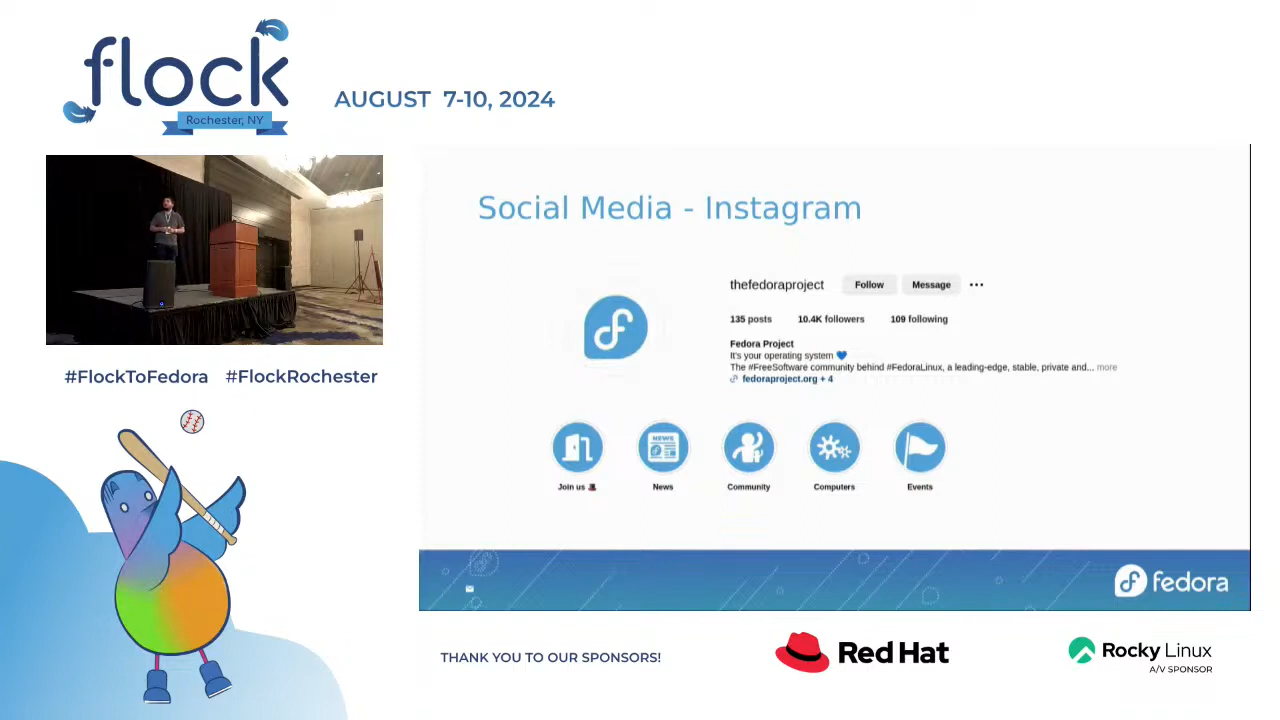 flock
Rochester, NY
AUGUST 7-10, 2024
#FlockToFedora #FlockRochester
Social Media - Instagram
thefedoraproject Follow Message ...
135 posts 10.4K followers 109 following
Fedora Project
It's your operating system 💙
The #FreeSoftware community behind #FedoraLinux, a leading-edge, stable, private and... more
fedoraproject.org + 4
NEWS
Join us News Community Computers Events
fedora
THANK YOU TO OUR SPONSORS!
Red Hat
Rocky Linux
A/V SPONSOR